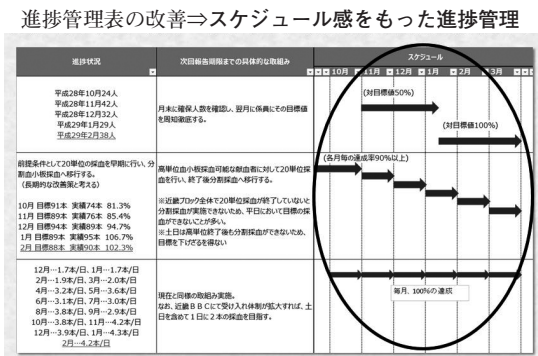 進捗管理表の改善⇒スケジュール感をもった進捗管理
進捗状況
次回報告期限までの具体的な取組み
スケジュール
10月 11月 12月 1月 2月 3月
平成28年10月24人
平成28年11月42人
平成28年12月32人
平成29年1月29人
平成29年2月38人
月末に確保人数を確認し、翌月に係員にその目標値
を周知徹底する。
(対目標値50%)
(対目標値100%)
前提条件として20単位の採血を早期に行い、分
割血小板採血へ移行する。
(長期的な改善策と考える)
10月 目標91本 実績74本 81.3%
11月 目標89本 実績76本 85.4%
12月 目標94本 実績89本 94.7%
1月 目標89本 実績95本 106.7%
2月 目標88本 実績90本 102.3%
高単位血小板採血可能な献血者に対して20単位採
血を行い、終了後分割採血へ移行する。
※近畿ブロック全体で20単位採血が終了していないと
分割採血が実施できないため、平日において目標の採
血ができないことが多い。
※土日は高単位終了後も分割採血ができないため、
目標を下げざるを得ない
(各月毎の達成率90%以上)
12月…1.7本/日、1月…1.7本/日
2月…1.9本/日、3月…2.0本/日
4月…3.2本/日、5月…3.6本/日
6月…3.1本/日、7月…3.0本/日
8月…3.8本/日、9月…2.9本/日
10月…3.8本/日、11月…4.2本/日
12月…3.9本/日、1月…4.3本/日
2月…4.2本/日
現在と同様の取組み実施。
なお、近畿BBCにて受け入れ体制が拡大すれば、土
日を含めて1日に2本の採血を目指す。
毎月、100%の達成